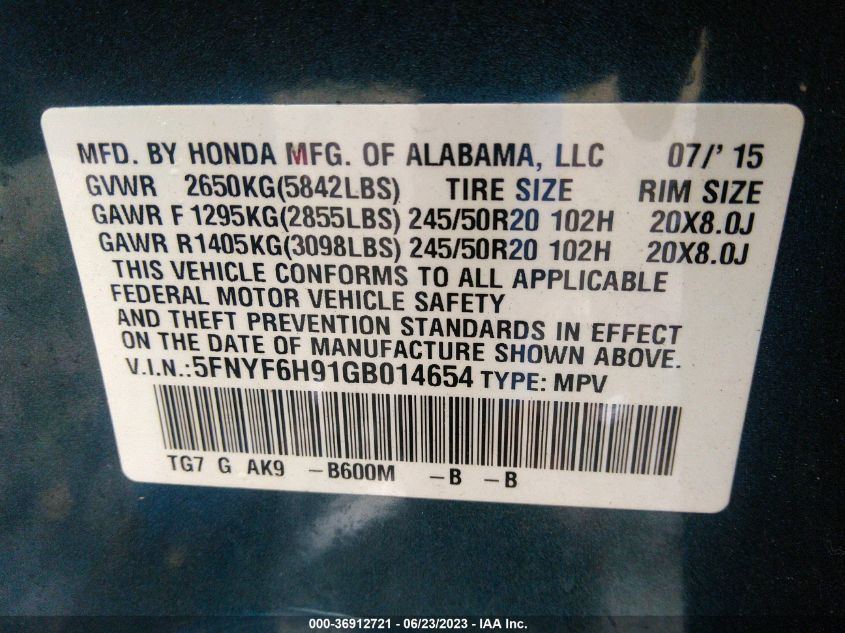 MFD. BY HONDA MFG. OF ALABAMA, LLC 07/' 15
GVWR 2650KG(5842LBS) TIRE SIZE RIM SIZE
GAWR F 1295KG(2855LBS) 245/50R20 102H 20X8.0J
GAWR R1405KG(3098LBS) 245/50R20 102H 20X8.0J
THIS VEHICLE CONFORMS TO ALL APPLICABLE
FEDERAL MOTOR VEHICLE SAFETY
AND THEFT PREVENTION STANDARDS IN EFFECT
ON THE DATE OF MANUFACTURE SHOWN ABOVE.
V.I.N.:5FNYF6H91GB014654 TYPE: MPV
TG7 G AK9 –B600M –B –B
000-36912721 - 06/23/2023 - IAA Inc.